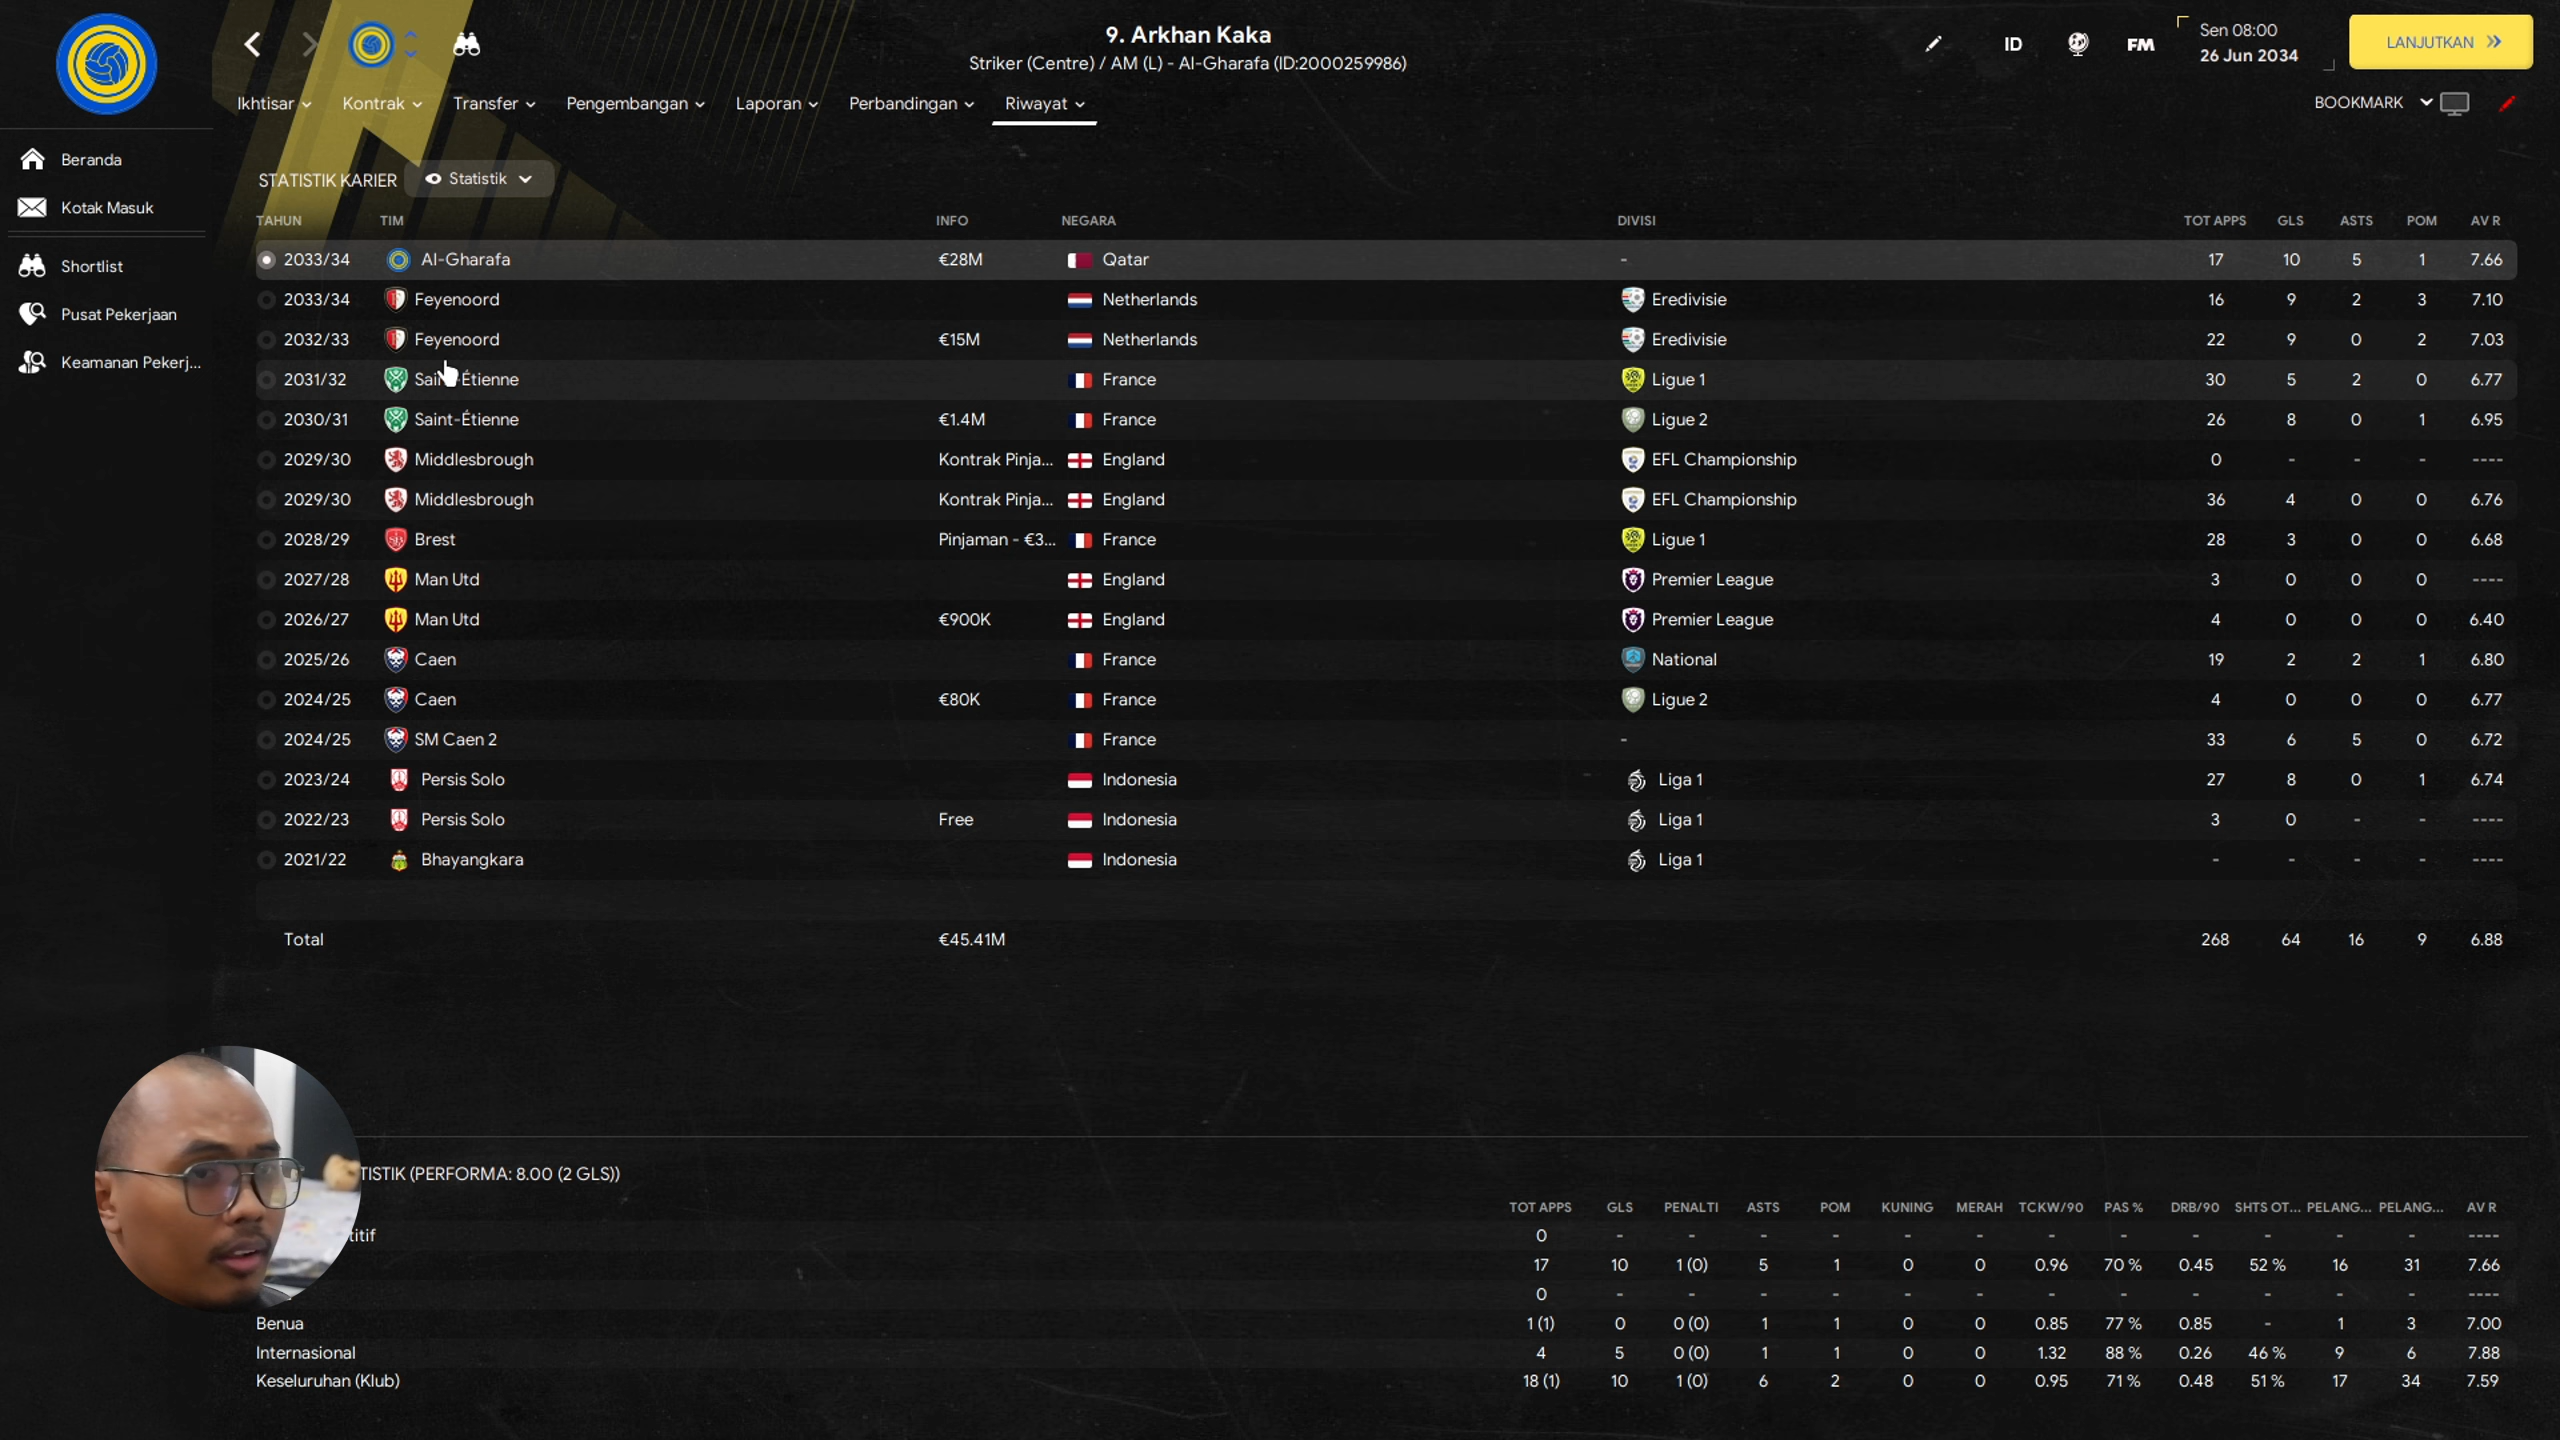 9. Arkhan Kaka
Striker (Centre) / AM (L) - Al-Gharafa (ID:2000259986)
ID
FM
Sen 08:00
26 Jun 2034
LANJUTKAN
Ikhtisar Kontrak Transfer Pengembangan Laporan Perbandingan Riwayat
BOOKMARK
Beranda
Kotak Masuk
Shortlist
Pusat Pekerjaan
Keamanan Pekerj...
STATISTIK KARIER Statistik
TAHUN TIM INFO NEGARA DIVISI TOT APPS GLS ASTS POM AV R
2033/34 Al-Gharafa €28M Qatar - 17 10 5 1 7.66
2033/34 Feyenoord Netherlands Eredivisie 16 9 2 3 7.10
2032/33 Feyenoord €15M Netherlands Eredivisie 22 9 0 2 7.03
2031/32 Saint-Étienne France Ligue 1 30 5 2 0 6.77
2030/31 Saint-Étienne €1.4M France Ligue 2 26 8 0 1 6.95
2029/30 Middlesbrough Kontrak Pinja... England EFL Championship 0 - - - ----
2029/30 Middlesbrough Kontrak Pinja... England EFL Championship 36 4 0 0 6.76
2028/29 Brest Pinjaman - €3... France Ligue 1 28 3 0 0 6.68
2027/28 Man Utd England Premier League 3 0 0 0 ----
2026/27 Man Utd €900K England Premier League 4 0 0 0 6.40
2025/26 Caen France National 19 2 2 1 6.80
2024/25 Caen €80K France Ligue 2 4 0 0 0 6.77
2024/25 SM Caen 2 France - 33 6 5 0 6.72
2023/24 Persis Solo Indonesia Liga 1 27 8 0 1 6.74
2022/23 Persis Solo Free Indonesia Liga 1 3 0 - - ----
2021/22 Bhayangkara Indonesia Liga 1 - - - - ----
Total €45.41M 268 64 16 9 6.88
TISTIK (PERFORMA: 8.00 (2 GLS))
TOT APPS GLS PENALTI ASTS POM KUNING MERAH TCKW/90 PAS % DRB/90 SHTS OT... PELANG... PELANG... AV R
titif 0 - - - - - - - - - - - - ----
17 10 1 (0) 5 1 0 0 0.96 70 % 0.45 52 % 16 31 7.66
0 - - - - - - - - - - - - ----
Benua 1 (1) 0 0 (0) 1 1 0 0 0.85 77 % 0.85 - 1 3 7.00
Internasional 4 5 0 (0) 1 1 0 0 1.32 88 % 0.26 46 % 9 6 7.88
Keseluruhan (Klub) 18 (1) 10 1 (0) 6 2 0 0 0.95 71 % 0.48 51 % 17 34 7.59